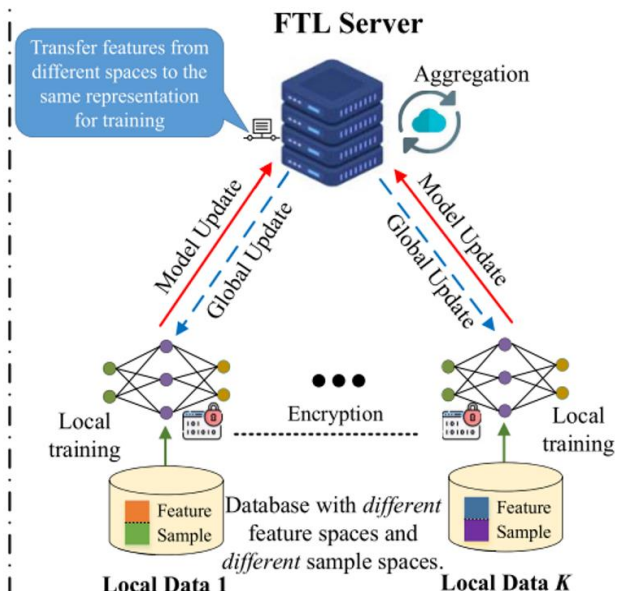 FTL Server
Transfer features from
different spaces to the
same representation
for training
Aggregation
Model Update
Global Update
Model Update
Global Update
Local
training
Encryption
Local
training
Feature
Sample
Database with different
feature spaces and
different sample spaces.
Feature
Sample
Local Data 1
Local Data K